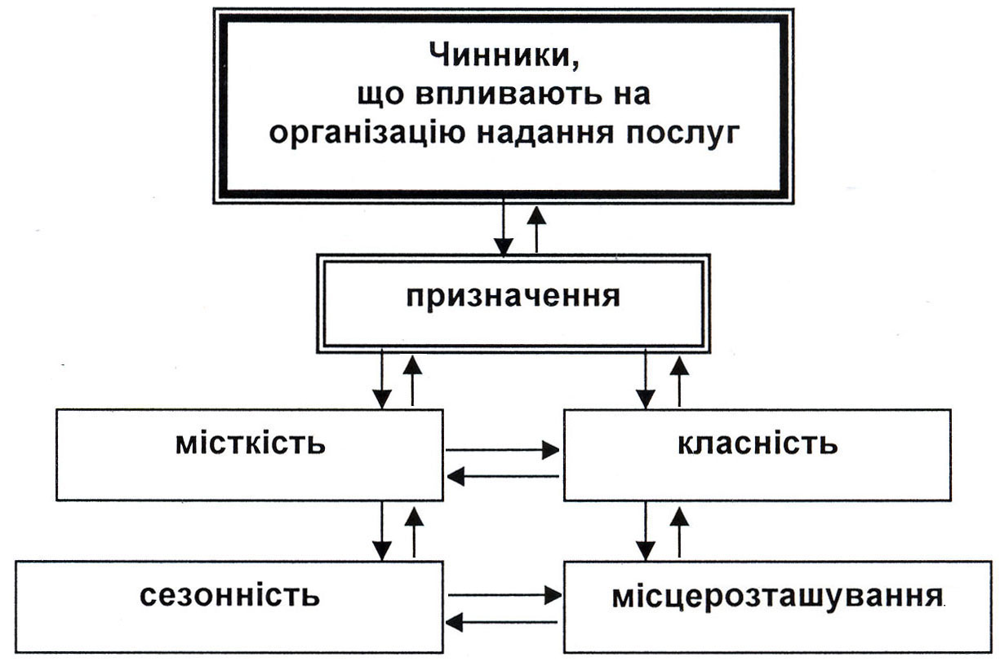 Чинники,
що впливають на
організацію надання послуг
призначення
місткість
класність
сезонність
місцерозташування